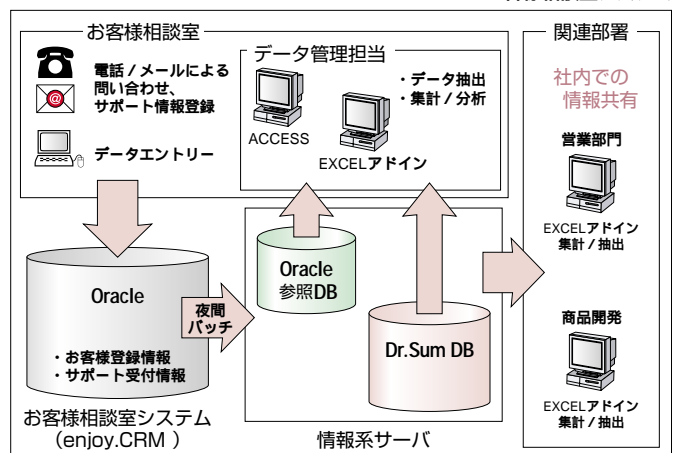 お客様相談室
電話 / メールによる
問い合わせ、
サポート情報登録
@
データエントリー
データ管理担当
・データ抽出
・集計 / 分析
ACCESS
EXCELアドイン
関連部署
社内での
情報共有
営業部門
EXCELアドイン
集計 / 抽出
商品開発
EXCELアドイン
集計 / 抽出
Oracle
・お客様登録情報
・サポート受付情報
お客様相談室システム
（enjoy.CRM ）
夜間
バッチ
Oracle
参照DB
Dr.Sum DB
情報系サーバ